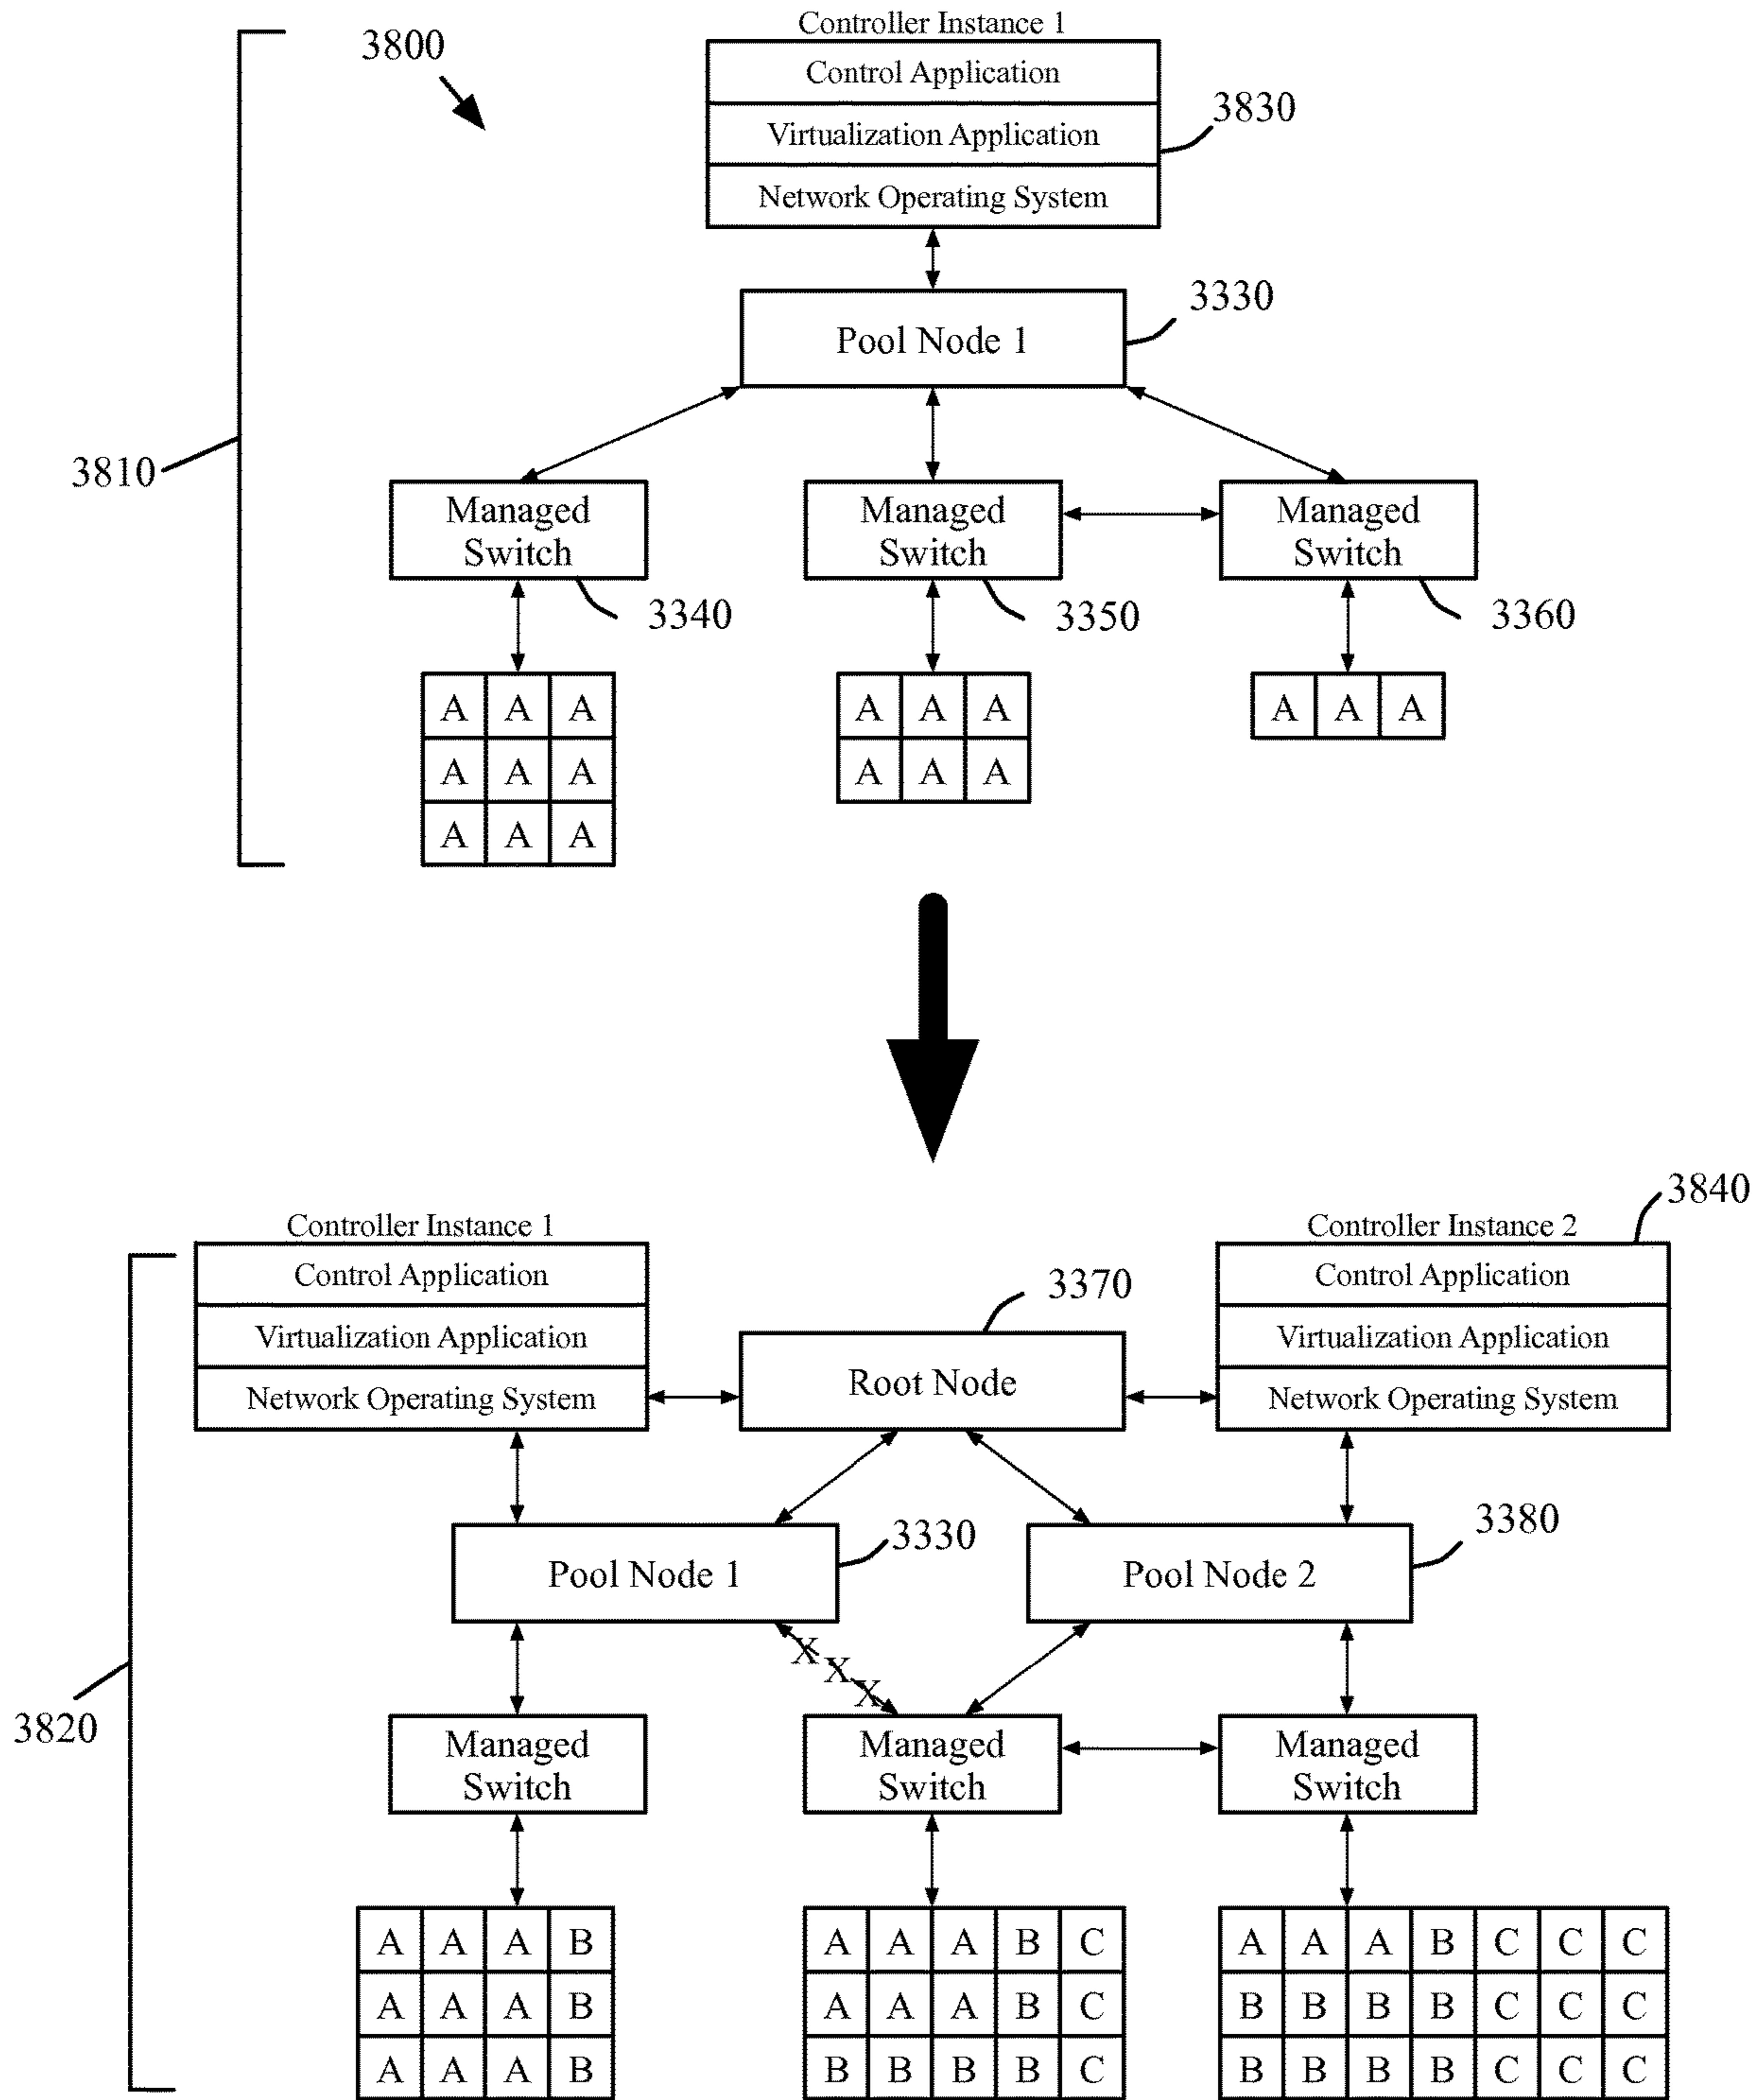 Controller Instance 1
3800
Control Application
3830
Virtualization Application
Network Operating System
3330
Pool Node 1
3810
Managed Switch
Managed Switch
Managed Switch
3340
3350
3360
A A A
A A A
A A A
A A A
A A A
A A A
3840
Controller Instance 1
Controller Instance 2
Control Application
3370
Control Application
Virtualization Application
Root Node
Virtualization Application
Network Operating System
Network Operating System
3330
3380
Pool Node 1
Pool Node 2
X
X
X
3820
Managed Switch
Managed Switch
Managed Switch
A A A B
A A A B
A A A B
A A A B C
A A A B C
B B B B C
A A A B C C C
B B B B C C C
B B B B C C C